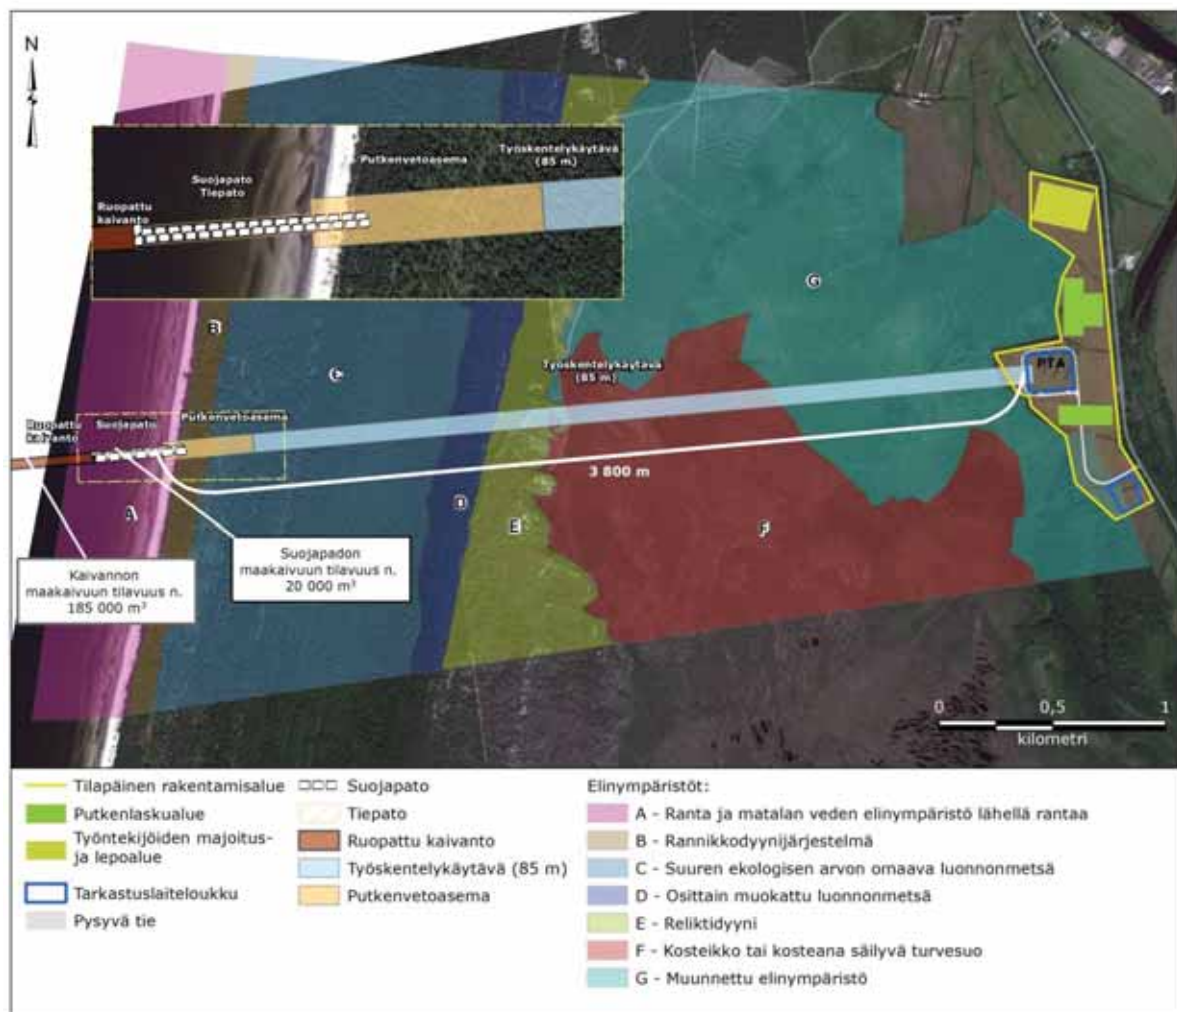 N
Työskentelykäytävä
(85 m)
Putkenvetoasema
Suojapato
Tiepato
Ruopattu
kaivanto
B
C
G
Työskentelykäytävä
(85 m)
PTA
Ruopattu
kaivanto
Suojapato
Putkenvetoasema
3 800 m
A
D
E
F
Kaivannon
maakaivuun tilavuus n.
185 000 m³
Suojapadon
maakaivuun tilavuus n.
20 000 m³
0 0,5 1
kilometri
Tilapäinen rakentamisalue
Putkenlaskualue
Työntekijöiden majoitus-
ja lepoalue
Tarkastuslaiteloukku
Pysyvä tie
Suojapato
Tiepato
Ruopattu kaivanto
Työskentelykäytävä (85 m)
Putkenvetoasema
Elinympäristöt:
A - Ranta ja matalan veden elinympäristö lähellä rantaa
B - Rannikkodyynijärjestelmä
C - Suuren ekologisen arvon omaava luonnonmetsä
D - Osittain muokattu luonnonmetsä
E - Reliktidyyni
F - Kosteikko tai kosteana säilyvä turvesuo
G - Muunnettu elinympäristö